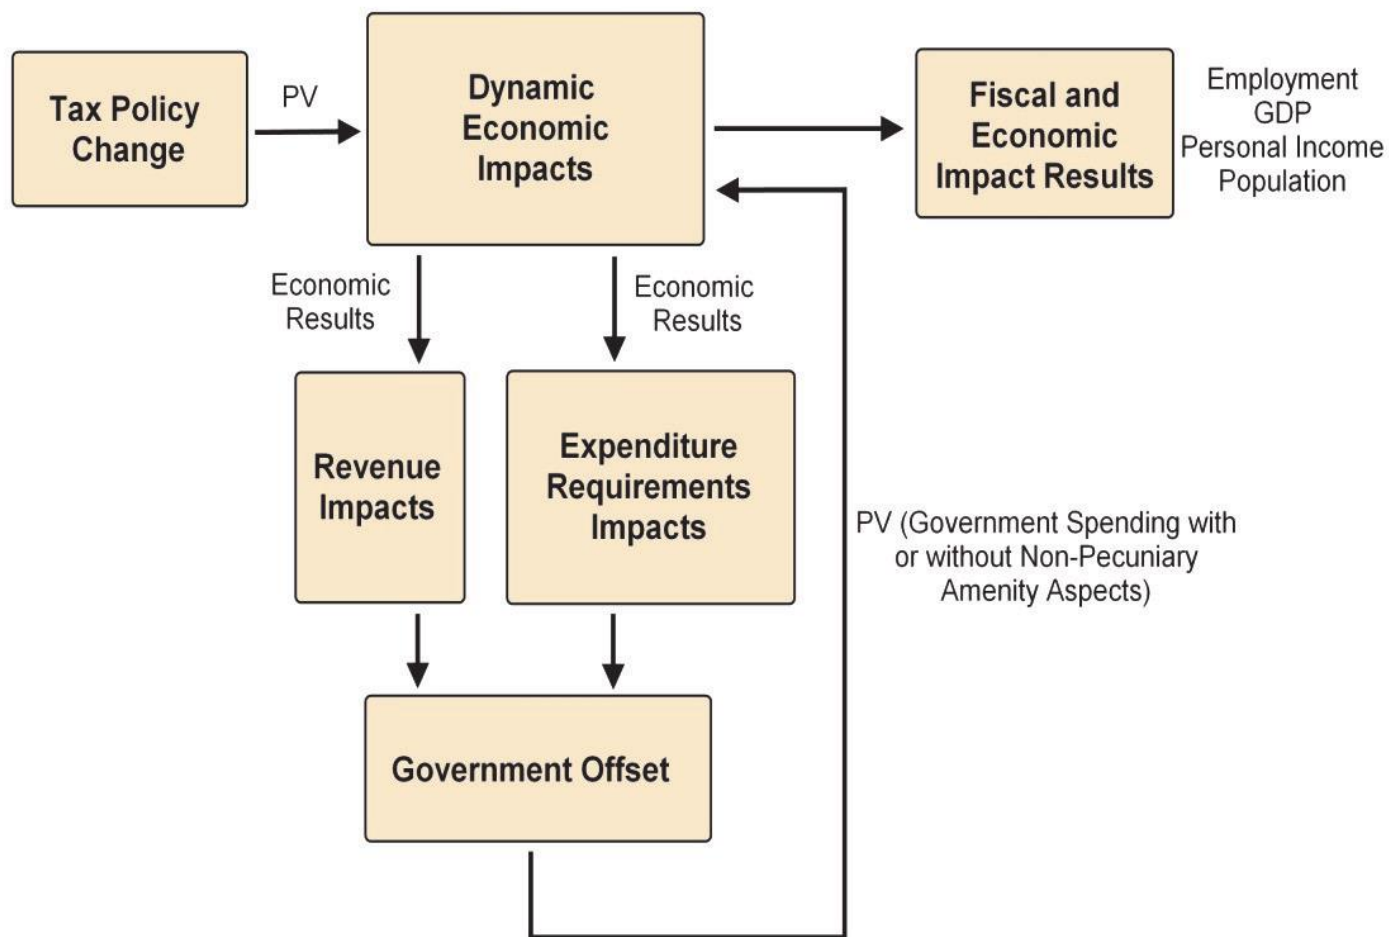 Tax Policy
Change
PV
Dynamic
Economic
Impacts
Fiscal and
Economic
Impact Results
Employment
GDP
Personal Income
Population
Economic
Results
Economic
Results
Revenue
Impacts
Expenditure
Requirements
Impacts
PV (Government Spending with
or without Non-Pecuniary
Amenity Aspects)
Government Offset